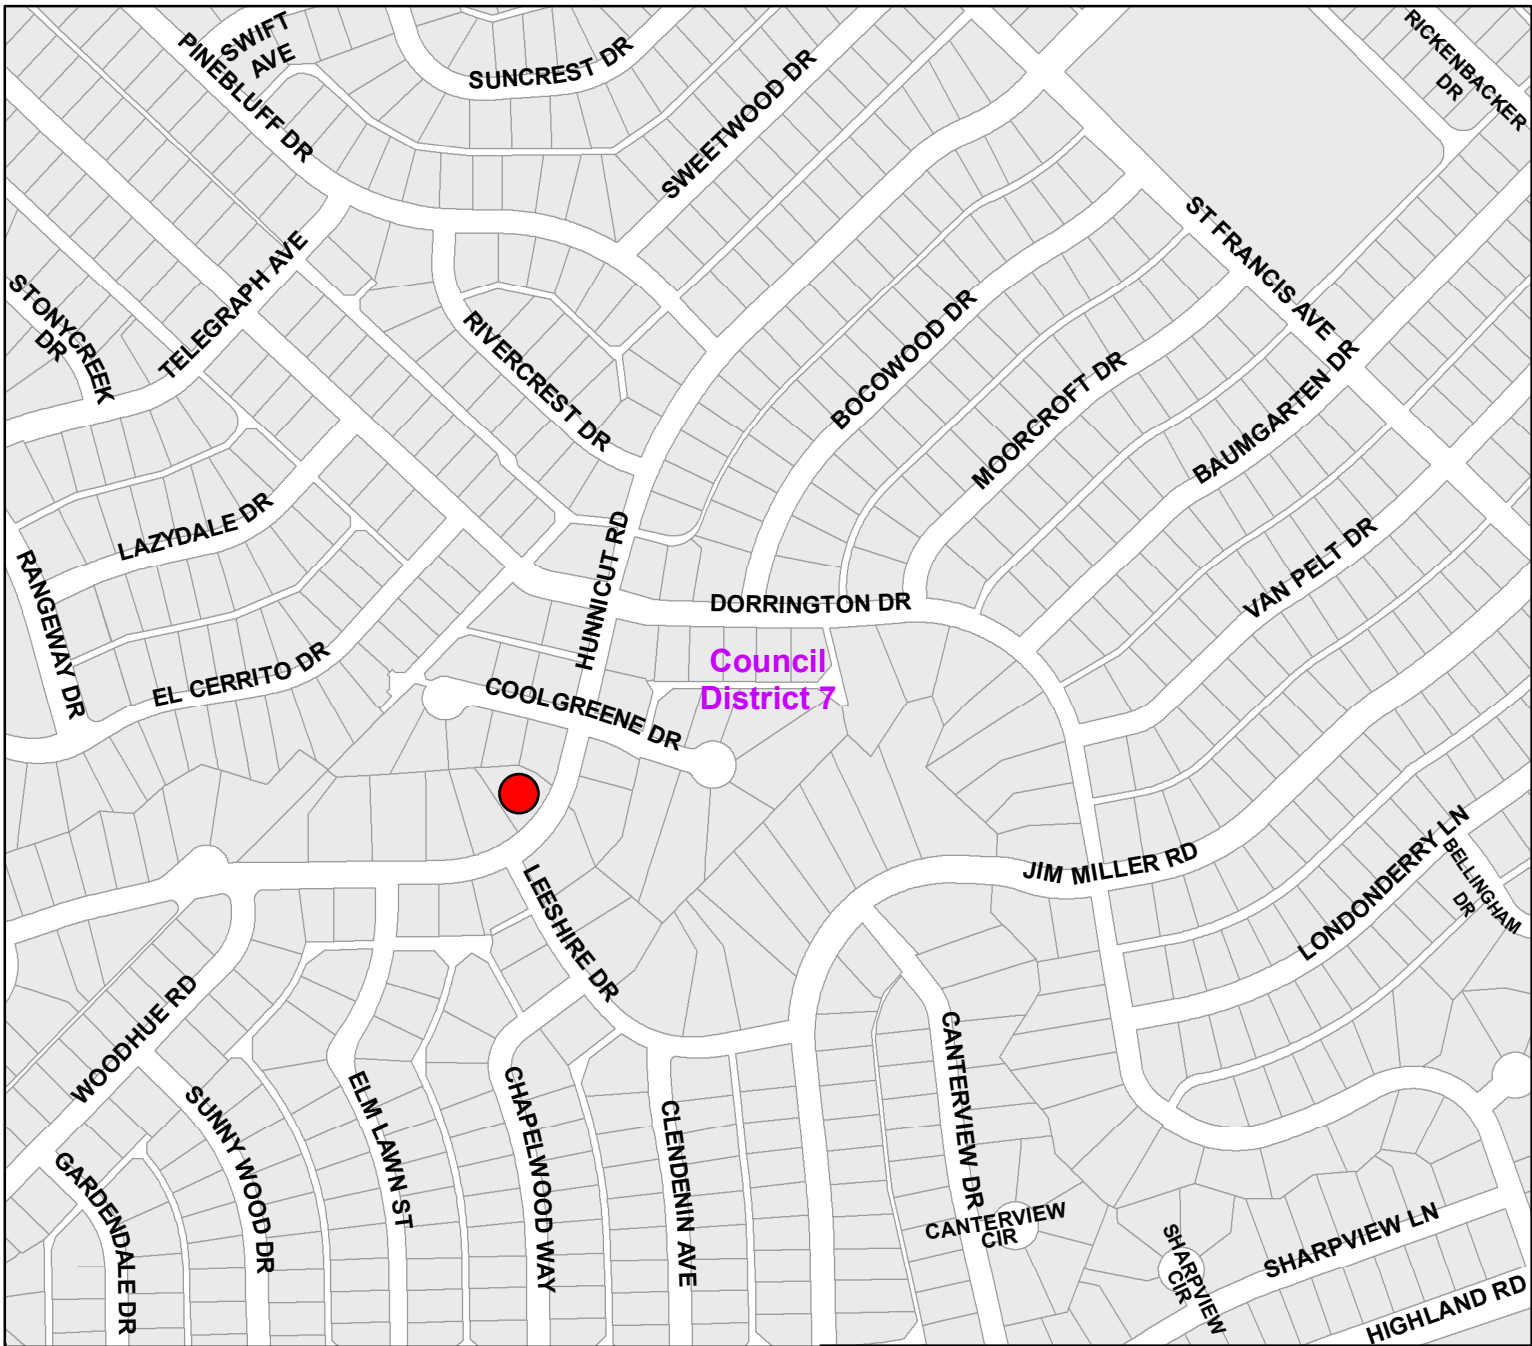 SWIFT
AVE
PINEBLUFF DR
SUNCREST DR
SWEETWOOD DR
RICKENBACKER
DR
ST FRANCIS AVE
STONYCREEK
DR
TELEGRAPH AVE
RIVERCREST DR
BOCOWOOD DR
MOORCROFT DR
BAUMGARTEN DR
LAZYDALE DR
HUNNICUT RD
VAN PELT DR
RANGEWAY DR
DORRINGTON DR
EL CERRITO DR
Council
District 7
COOLGREENE DR
JIM MILLER RD
LONDONDERRY LN
BELLINGHAM
DR
LEESHIRE DR
WOODHUE RD
CANTERVIEW DR
SUNNY WOOD DR
ELM LAWN ST
CHAPELWOOD WAY
CLENDENIN AVE
GARDENDALE DR
CANTERVIEW
CIR
SHARPVIEW
CIR
SHARPVIEW LN
HIGHLAND RD